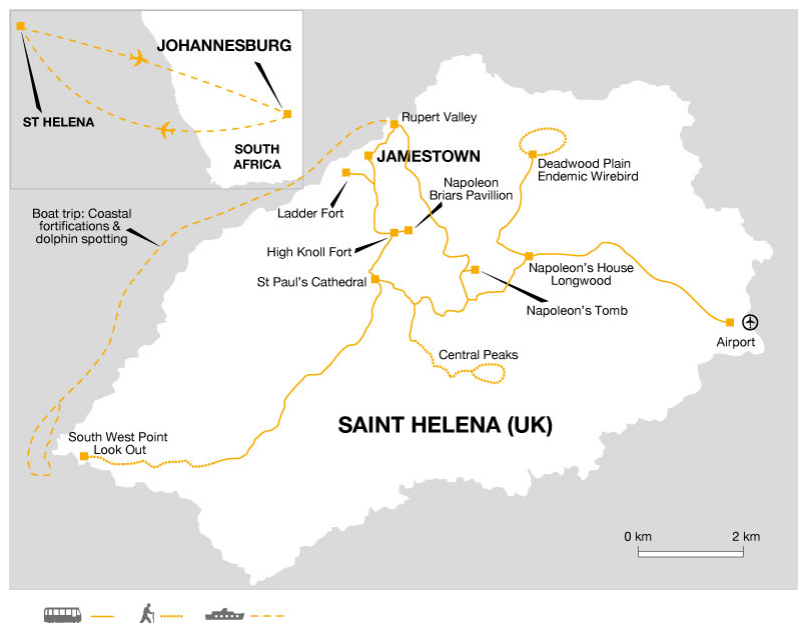 JOHANNESBURG
ST HELENA
SOUTH
AFRICA
Rupert Valley
JAMESTOWN
Deadwood Plain
Endemic Wirebird
Napoleon
Briars Pavillion
Ladder Fort
Boat trip: Coastal
fortifications &
dolphin spotting
High Knoll Fort
Napoleon's House
Longwood
St Paul's Cathedral
Napoleon's Tomb
Airport
Central Peaks
SAINT HELENA (UK)
South West Point
Look Out
0 km
2 km